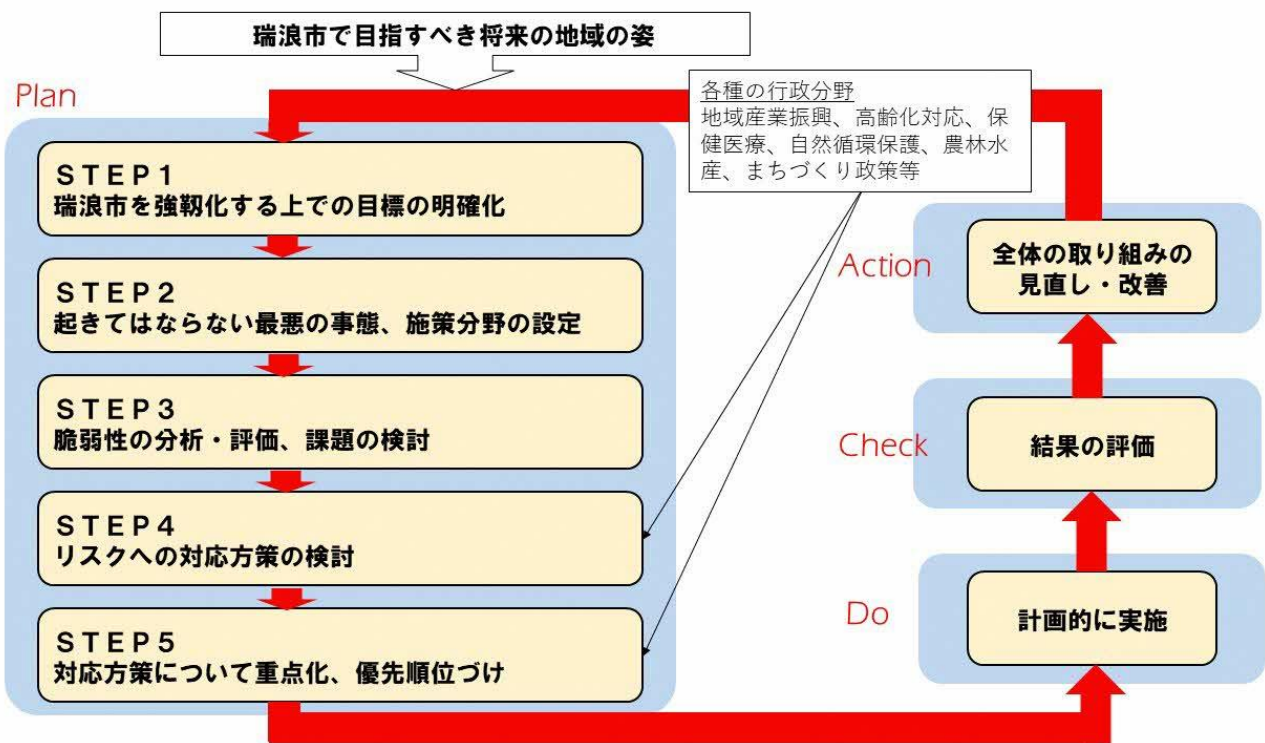 瑞浪市で目指すべき将来の地域の姿
Plan
STEP1
瑞浪市を強靱化する上での目標の明確化
STEP2
起きてはならない最悪の事態、施策分野の設定
STEP3
脆弱性の分析・評価、課題の検討
STEP4
リスクへの対応方策の検討
STEP5
対応方策について重点化、優先順位づけ
各種の行政分野
地域産業振興、高齢化対応、保
健医療、自然循環保護、農林水
産、まちづくり政策等
Action
全体の取り組みの
見直し・改善
Check
結果の評価
Do
計画的に実施